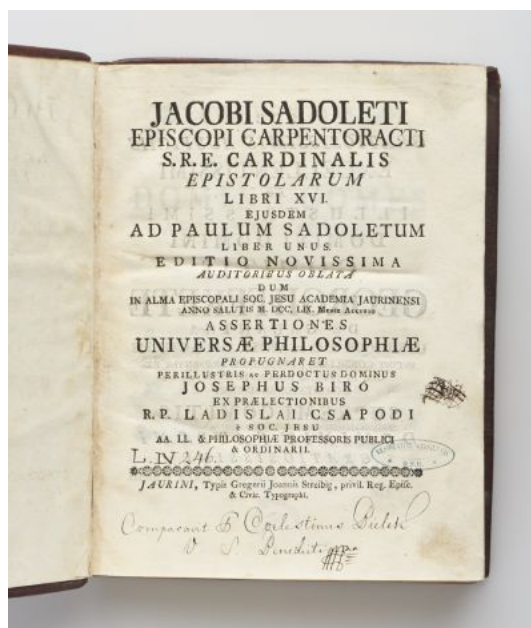 JACOBI SADOLETI
EPISCOPI CARPENTORACTI
S.R.E. CARDINALIS
EPISTOLARUM
LIBRI XVI.
EJUSDEM
AD PAULUM SADOLETUM
LIBER UNUS.
EDITIO NOVISSIMA
AUDITORIBUS OBLATA
DUM
IN ALMA EPISCOPALI SOC. JESU ACADEMIA JAURINENSI
ANNO SALUTIS M. DCC. LIX. MENSE AUGUSTO
ASSERTIONES
UNIVERSÆ PHILOSOPHIÆ
PROPUGNARET
PERILLUSTRIS ac PERDOCTUS DOMINUS
JOSEPHUS BIRÓ
EX PRÆLECTIONIBUS
R.P. LADISLAI CSAPODI
è SOC. JESU
AA. LL. & PHILOSOPHIÆ PROFESSORIS PUBLICI
& ORDINARII.
L. IV 246.
JAURINI, Typis Gregorii Joannis Streibig, privil. Reg. Episc.
& Civit. Typographi.
Comparavit F Coelestinus
S. Benedicti